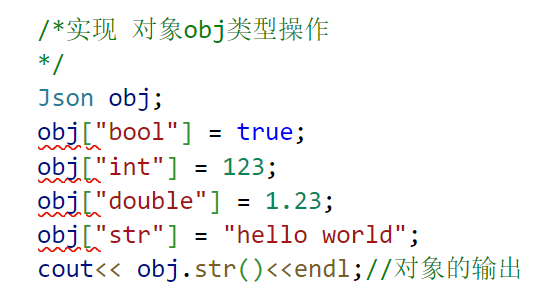 /*实现 对象obj类型操作
*/
Json obj;
obj["bool"] = true;
obj["int"] = 123;
obj["double"] = 1.23;
obj["str"] = "hello world";
cout<< obj.str()<<endl;//对象的输出